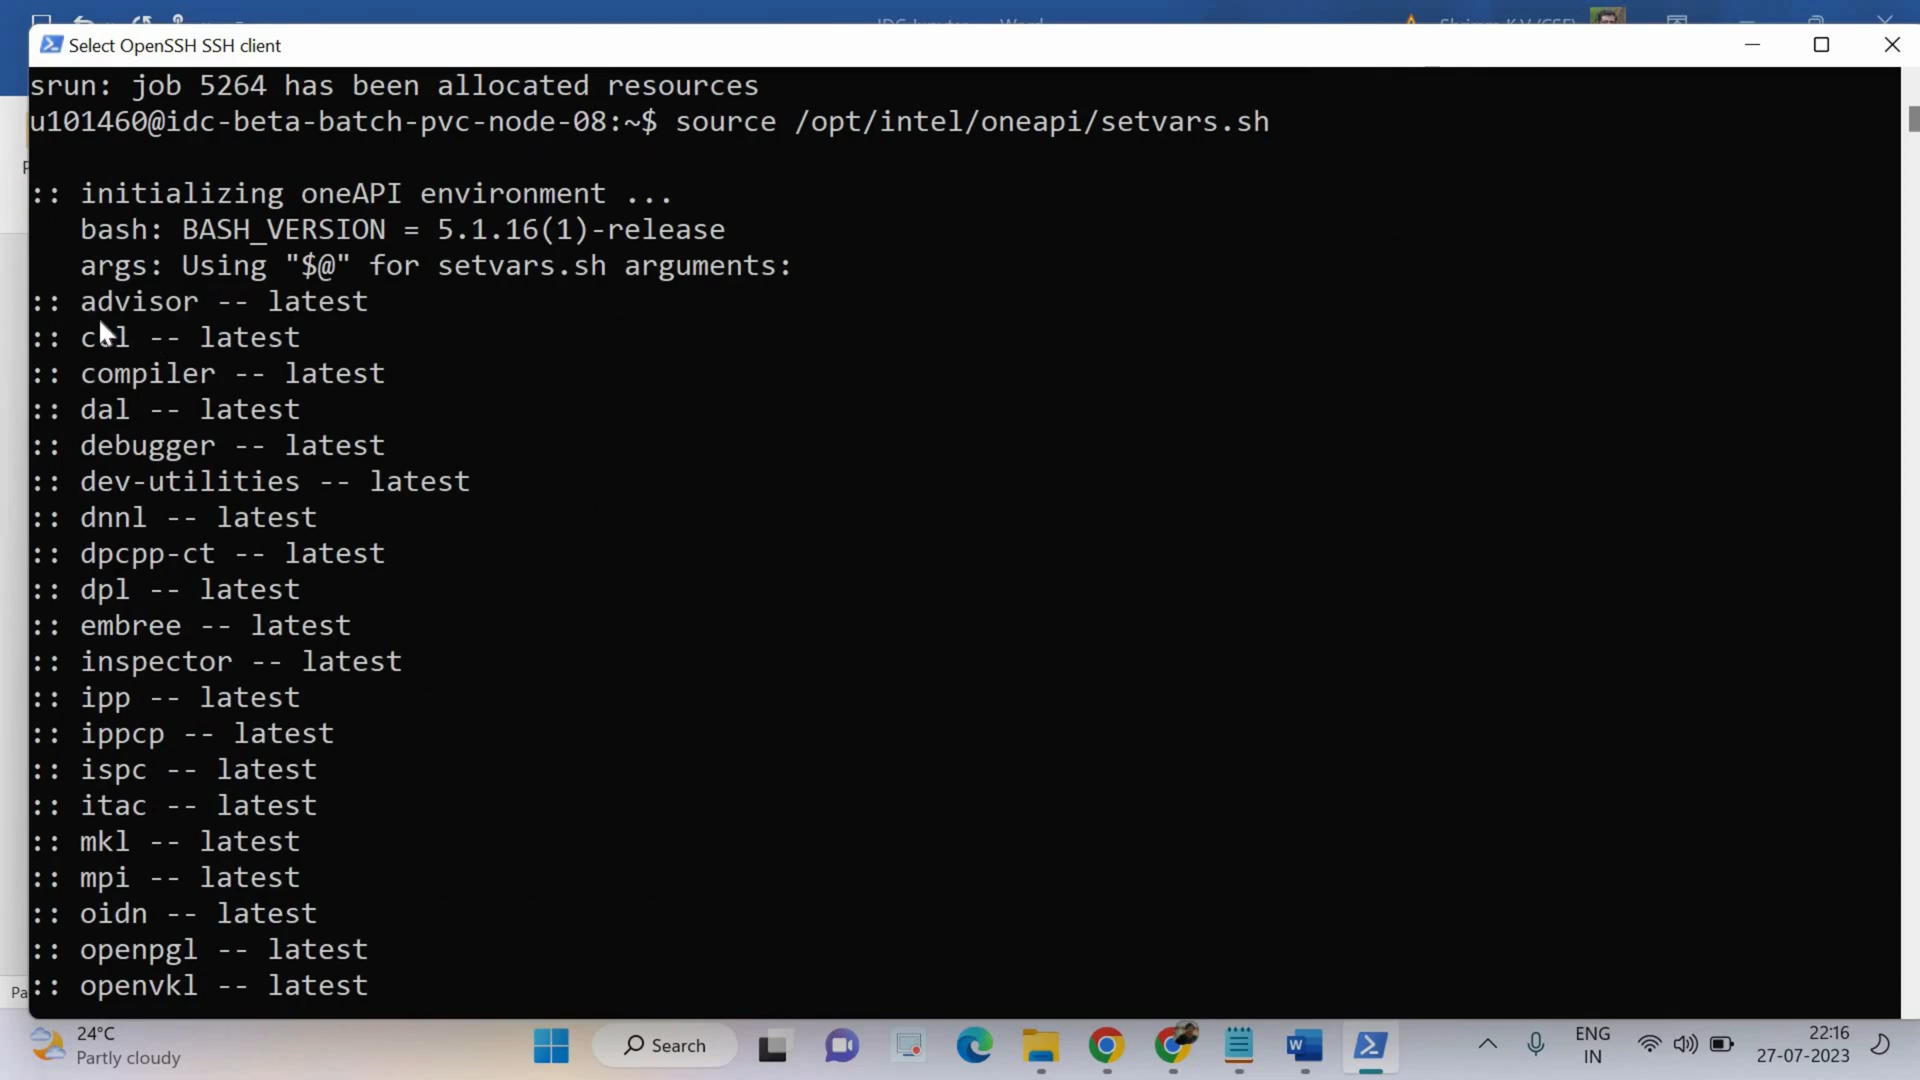 Select OpenSSH SSH client
srun: job 5264 has been allocated resources
u101460@idc-beta-batch-pvc-node-08:~$ source /opt/intel/oneapi/setvars.sh
:: initializing oneAPI environment ...
bash: BASH_VERSION = 5.1.16(1)-release
args: Using "$@" for setvars.sh arguments:
:: advisor -- latest
:: ccl -- latest
:: compiler -- latest
:: dal -- latest
:: debugger -- latest
:: dev-utilities -- latest
:: dnnl -- latest
:: dpcpp-ct -- latest
:: dpl -- latest
:: embree -- latest
:: inspector -- latest
:: ipp -- latest
:: ippcp -- latest
:: ispc -- latest
:: itac -- latest
:: mkl -- latest
:: mpi -- latest
:: oidn -- latest
:: openpgl -- latest
:: openvkl -- latest
Pa
24°C
Partly cloudy
Search
ENG
IN
22:16
27-07-2023